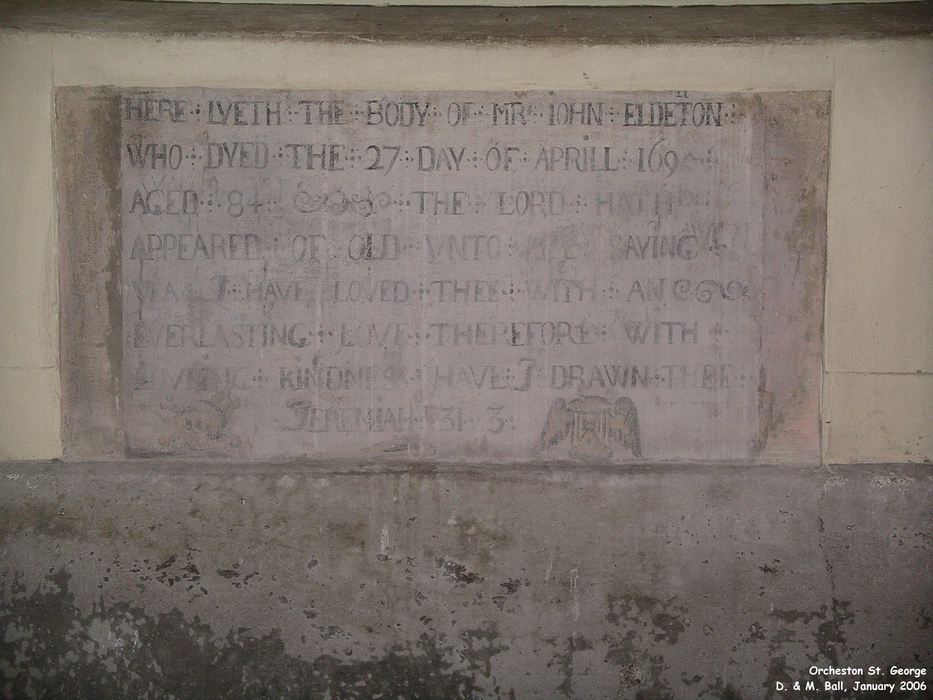 HERE LYETH THE BODY OF MR IOHN ELDETON
WHO DYED THE 27 DAY OF APRILL 169
AGED 84 THE LORD HATH
APPEARED OF OLD VNTO SAYING
YEA I HAVE LOVED THEE WITH AN
EVERLASTING LOVE THEREFORE WITH
LOVEING KINDNESS HAVE I DRAWN THEE
JEREMIAH 31 3
Orcheston St. George
D. & M. Ball, January 2006